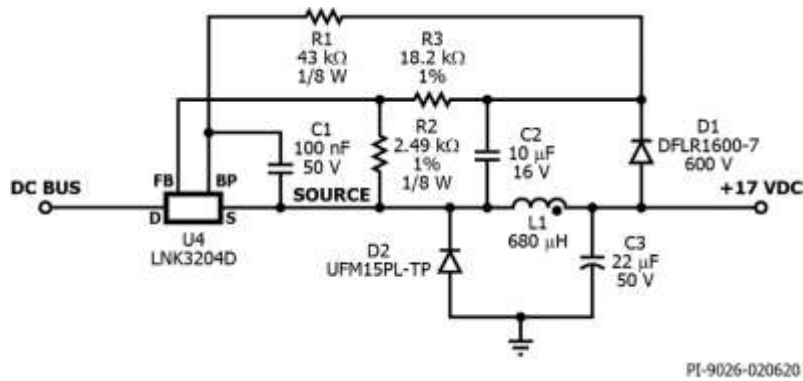 R1
43 kΩ
1/8 W
R3
18.2 kΩ
1%
C1
100 nF
50 V
R2
2.49 kΩ
1%
1/8 W
C2
10 μF
16 V
D1
DFLR1600-7
600 V
DC BUS
FB
BP
D
S
SOURCE
+17 VDC
U4
LNK3204D
D2
UFM15PL-TP
L1
680 μH
C3
22 μF
50 V
PI-9026-020620